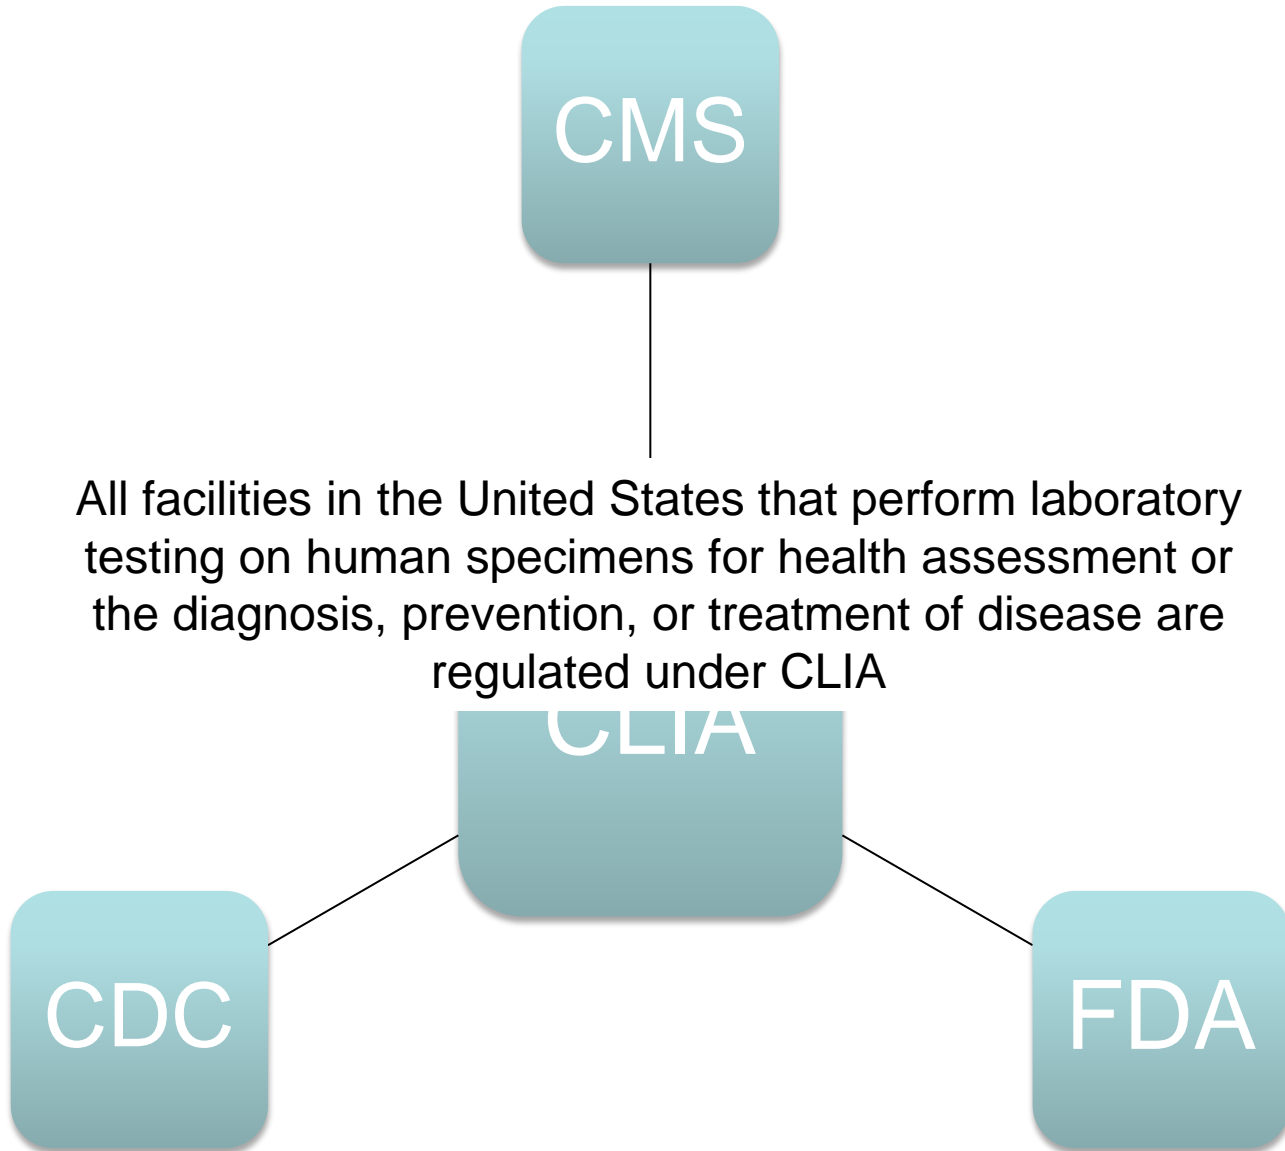 CMS
All facilities in the United States that perform laboratory
testing on human specimens for health assessment or
the diagnosis, prevention, or treatment of disease are
regulated under CLIA
CLIA
CDC
FDA